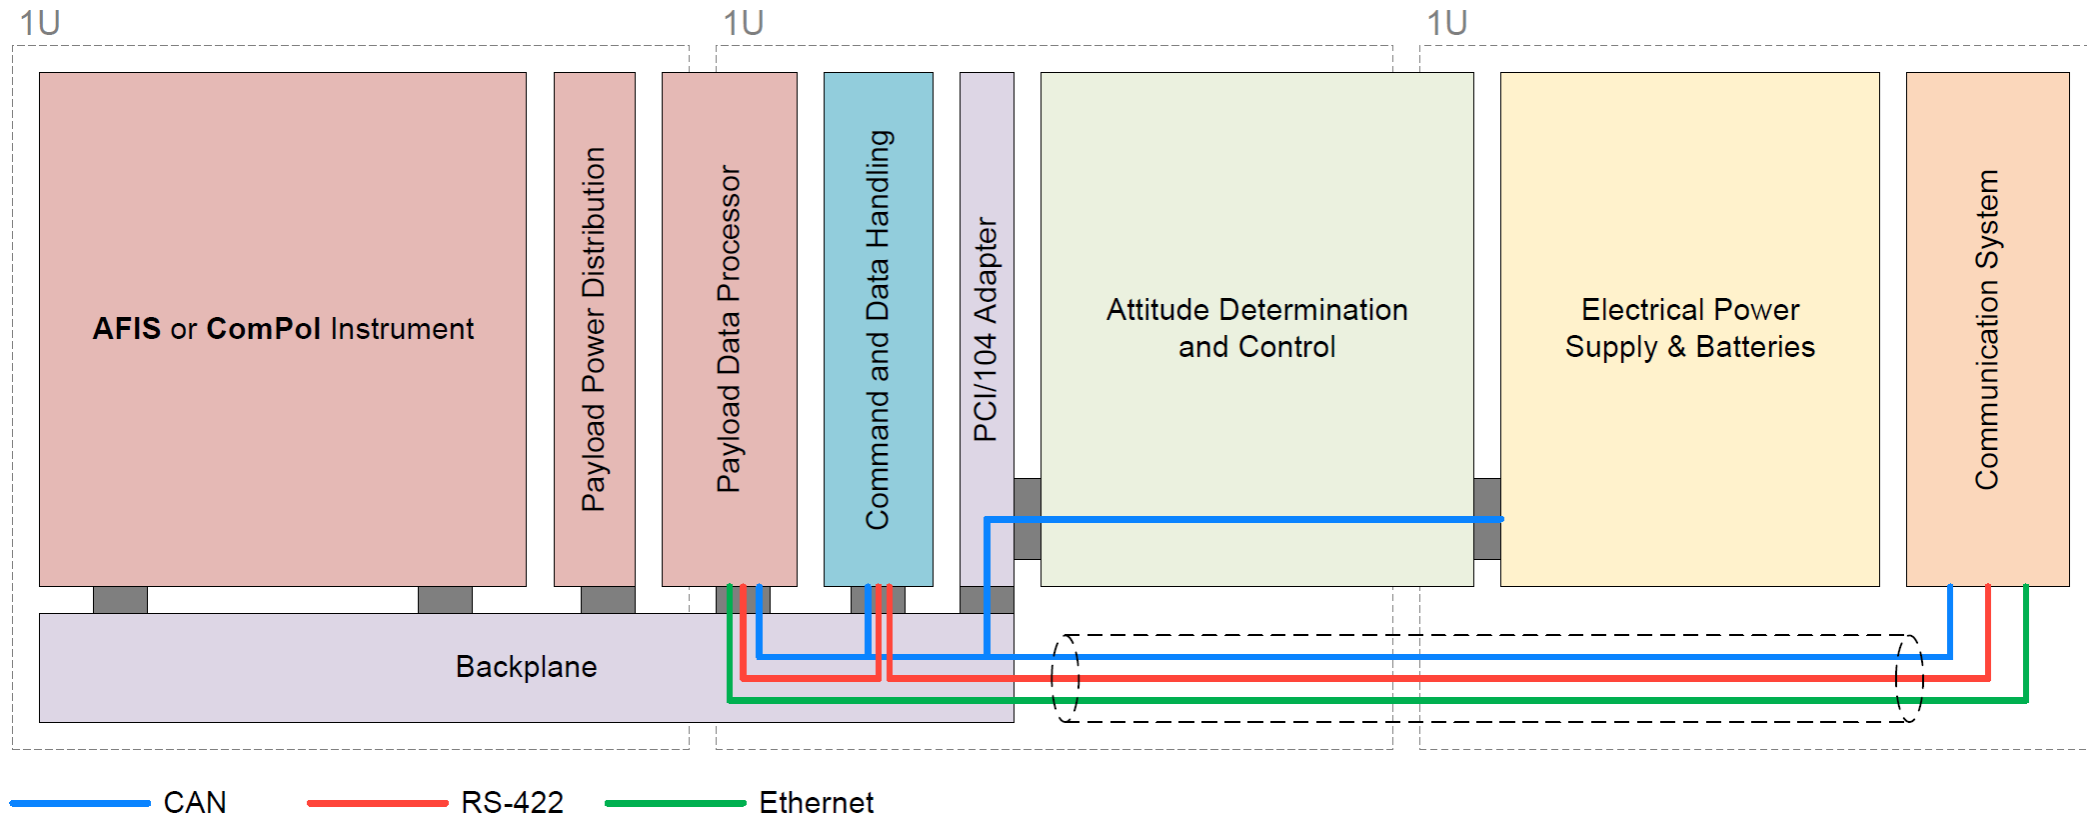 1U
1U
1U
AFIS or ComPol Instrument
Payload Power Distribution
Payload Data Processor
Command and Data Handling
PCI/104 Adapter
Attitude Determination
and Control
Electrical Power
Supply & Batteries
Communication System
Backplane
CAN
RS-422
Ethernet